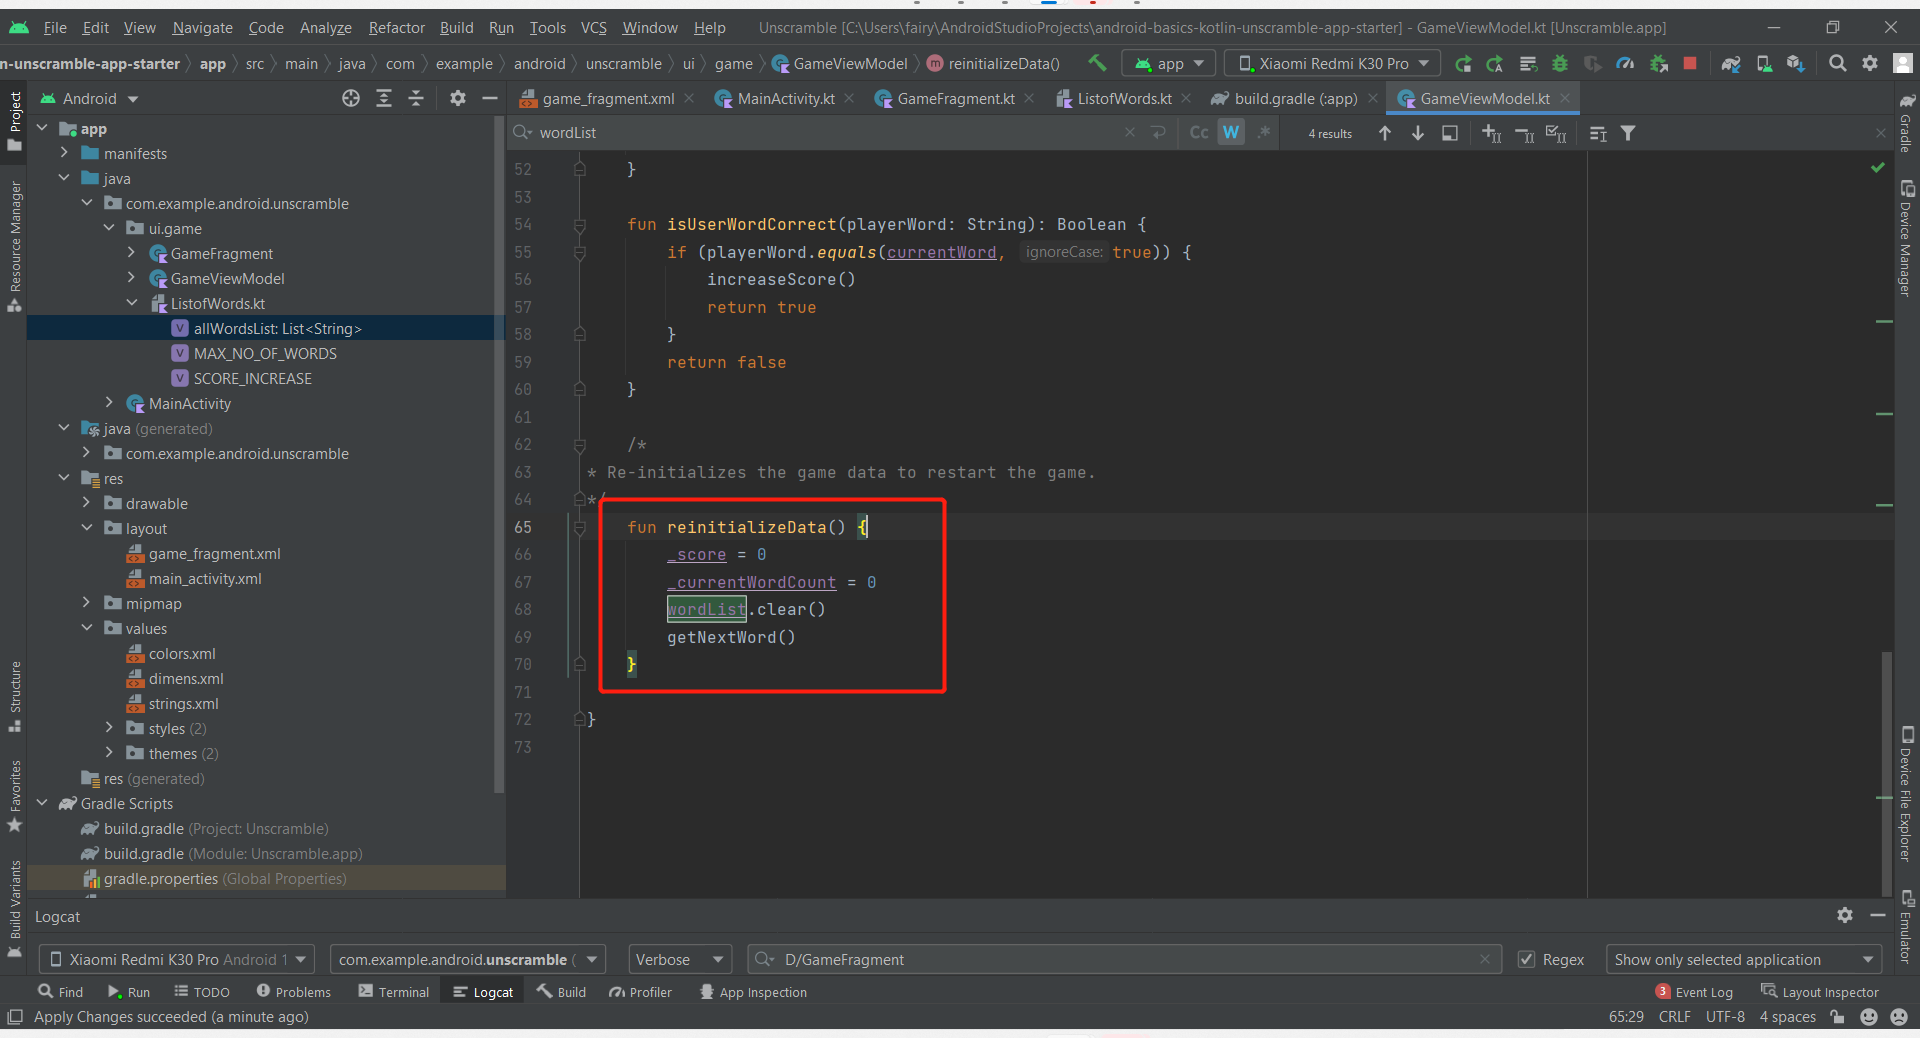 File Edit View Navigate Code Analyze Refactor Build Run Tools VCS Window Help Unscramble [C:\Users\fairy\AndroidStudioProjects\android-basics-kotlin-unscramble-app-starter] - GameViewModel.kt [Unscramble.app]
n-unscramble-app-starter app src main java com example android unscramble ui game GameViewModel reinitializeData() app Xiaomi Redmi K30 Pro
Android game_fragment.xml MainActivity.kt GameFragment.kt ListofWords.kt build.gradle (:app) GameViewModel.kt
wordList Cc W .* 4 results
Project
Resource Manager
Structure
Favorites
Build Variants
app
manifests
java
com.example.android.unscramble
ui.game
GameFragment
GameViewModel
ListofWords.kt
allWordsList: List<String>
MAX_NO_OF_WORDS
SCORE_INCREASE
MainActivity
java (generated)
com.example.android.unscramble
res
drawable
layout
game_fragment.xml
main_activity.xml
mipmap
values
colors.xml
dimens.xml
strings.xml
styles (2)
themes (2)
res (generated)
Gradle Scripts
build.gradle (Project: Unscramble)
build.gradle (Module: Unscramble.app)
gradle.properties (Global Properties)
52 }
53
54 fun isUserWordCorrect(playerWord: String): Boolean {
55 if (playerWord.equals(currentWord, ignoreCase: true)) {
56 increaseScore()
57 return true
58 }
59 return false
60 }
61
62 /*
63 * Re-initializes the game data to restart the game.
64 */
65 fun reinitializeData() {
66 _score = 0
67 _currentWordCount = 0
68 wordList.clear()
69 getNextWord()
70 }
71
72 }
73
Gradle
Device Manager
Device File Explorer
Emulator
Logcat
Xiaomi Redmi K30 Pro Android 1 com.example.android.unscramble ( Verbose D/GameFragment Regex Show only selected application
Find Run TODO Problems Terminal Logcat Build Profiler App Inspection 3 Event Log Layout Inspector
Apply Changes succeeded (a minute ago) 65:29 CRLF UTF-8 4 spaces